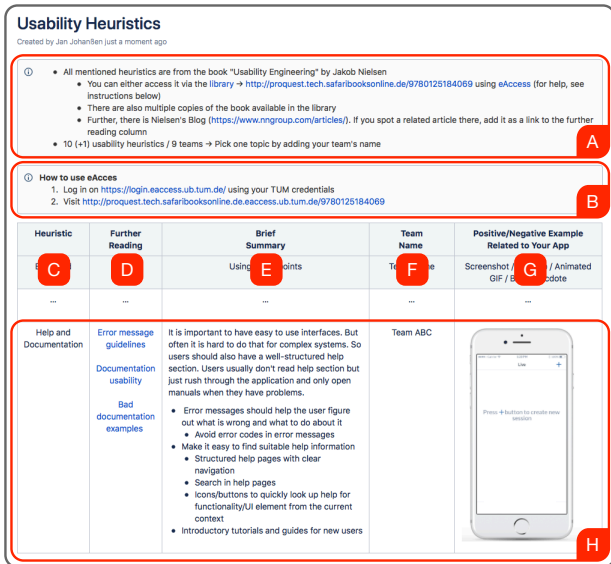 Usability Heuristics
Created by Jan Johanßen just a moment ago
All mentioned heuristics are from the book "Usability Engineering" by Jakob Nielsen
You can either access it via the library → http://proquest.tech.safaribooksonline.de/9780125184069 using eAccess (for help, see
instructions below)
There are also multiple copies of the book available in the library
Further, there is Nielsen's Blog (https://www.nngroup.com/articles/). If you spot a related article there, add it as a link to the further
reading column
10 (+1) usability heuristics / 9 teams → Pick one topic by adding your team's name
A
How to use eAcces
1. Log in on https://login.eaccess.ub.tum.de/ using your TUM credentials
2. Visit http://proquest.tech.safaribooksonline.de.eaccess.ub.tum.de/9780125184069
B
Heuristic Further Reading Brief Summary Team Name Positive/Negative Example Related to Your App
C D Using E points F Screenshot / G / Animated
GIF / dote
... ... ... ... ...
Help and
Documentation
Error message
guidelines
Documentation
usability
Bad
documentation
examples
It is important to have easy to use interfaces. But
often it is hard to do that for complex systems. So
users should also have a well-structured help
section. Users usually don't read help section but
just rush through the application and only open
manuals when they have problems.
Error messages should help the user figure
out what is wrong and what to do about it
Avoid error codes in error messages
Make it easy to find suitable help information
Structured help pages with clear
navigation
Search in help pages
Icons/buttons to quickly look up help for
functionality/UI element from the current
context
Introductory tutorials and guides for new users
Team ABC
Live +
Press + button to create new
session
H